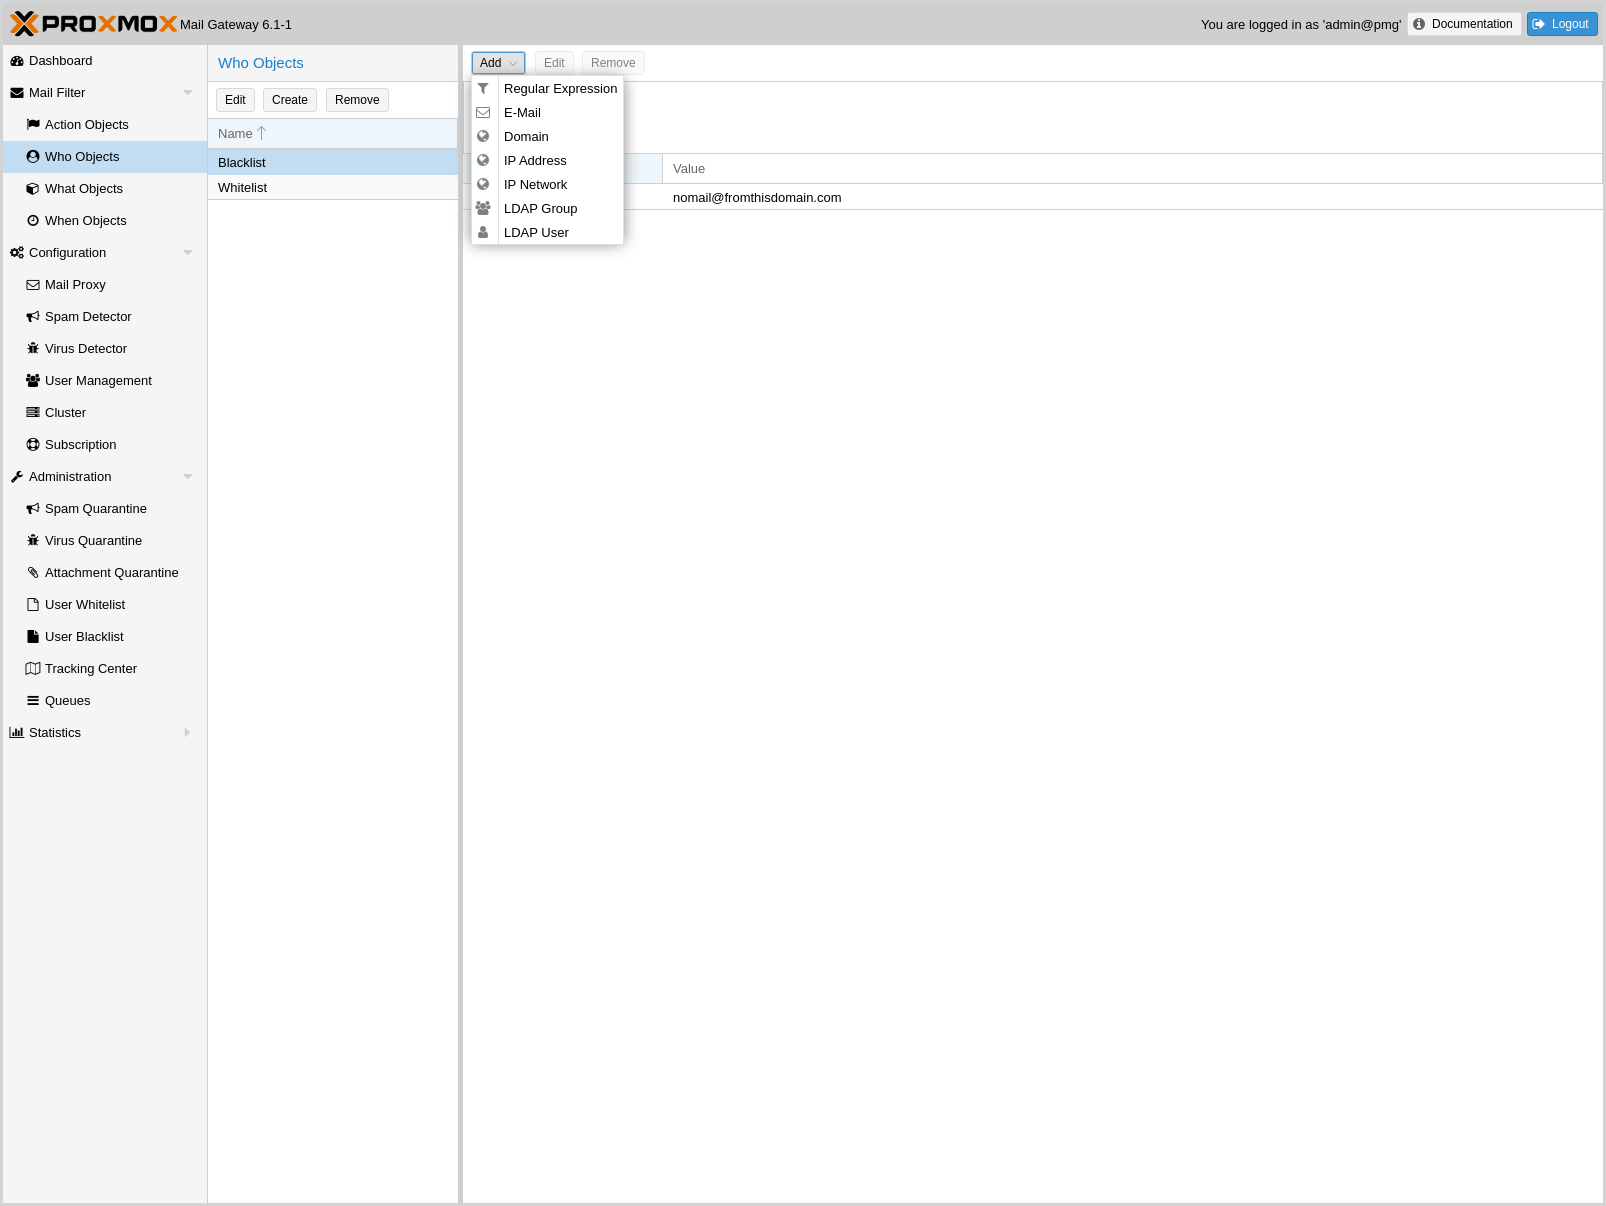 PROXMOX Mail Gateway 6.1-1
You are logged in as 'admin@pmg'
Documentation
Logout
Dashboard
Mail Filter
Action Objects
Who Objects
What Objects
When Objects
Configuration
Mail Proxy
Spam Detector
Virus Detector
User Management
Cluster
Subscription
Administration
Spam Quarantine
Virus Quarantine
Attachment Quarantine
User Whitelist
User Blacklist
Tracking Center
Queues
Statistics
Who Objects
Edit Create Remove
Name
Blacklist
Whitelist
Add Edit Remove
Regular Expression
E-Mail
Domain
IP Address
IP Network
LDAP Group
LDAP User
Value
nomail@fromthisdomain.com